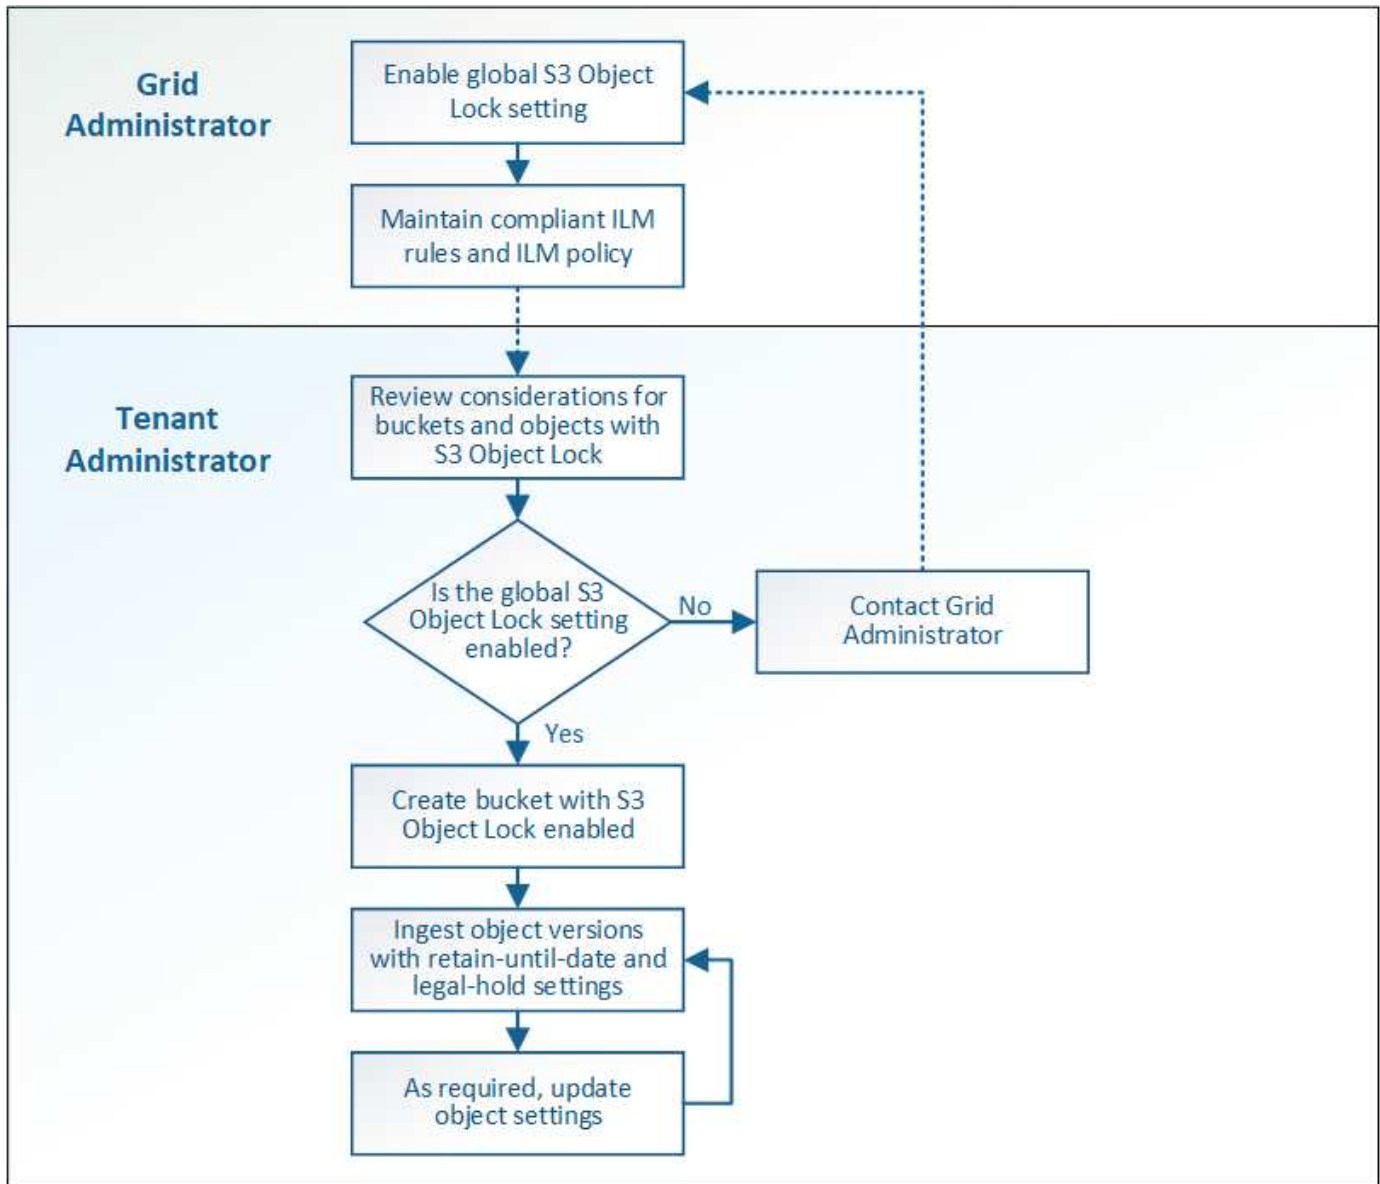 Grid
Administrator
Enable global S3 Object
Lock setting
Maintain compliant ILM
rules and ILM policy
Tenant
Administrator
Review considerations for
buckets and objects with
S3 Object Lock
Is the global S3
Object Lock setting
enabled?
No
Contact Grid
Administrator
Yes
Create bucket with S3
Object Lock enabled
Ingest object versions
with retain-until-date and
legal-hold settings
As required, update
object settings